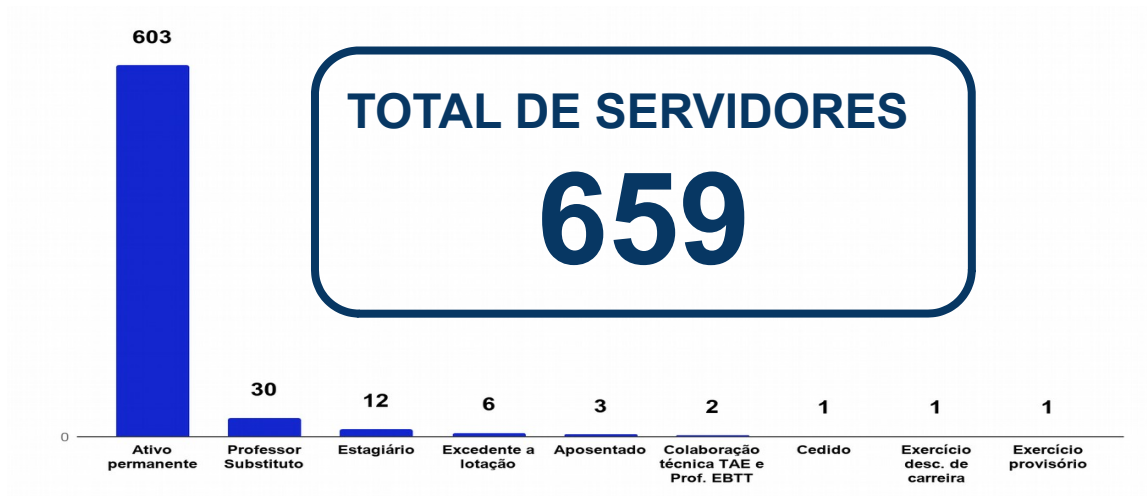 603
TOTAL DE SERVIDORES
659
30
12
6
3
2
1
1
1
0
Ativo
permanente
Professor
Substituto
Estagiário
Excedente a
lotação
Aposentado
Colaboração
técnica TAE e
Prof. EBTT
Cedido
Exercício
desc. de
carreira
Exercício
provisório